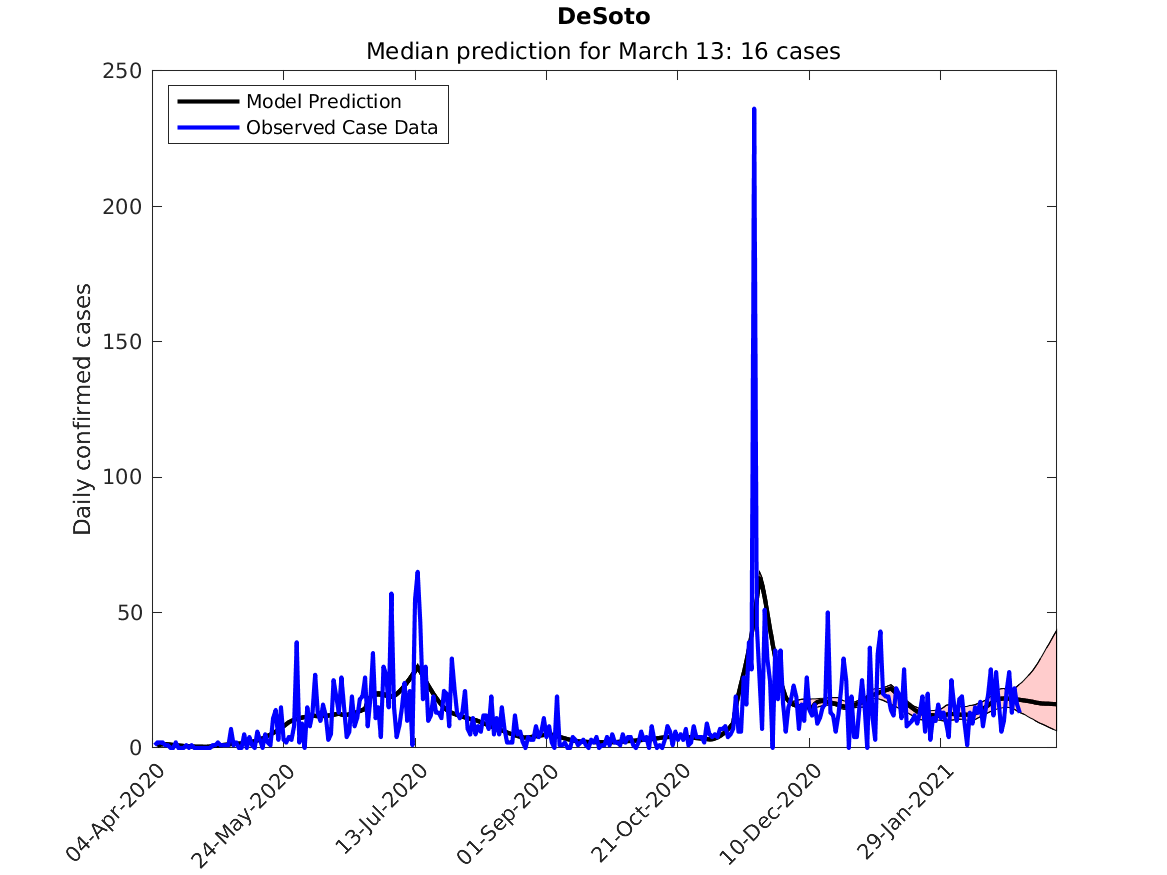 DeSoto
Median prediction for March 13: 16 cases
Model Prediction
Observed Case Data
Daily confirmed cases
250
200
150
100
50
0
04-Apr-2020
24-May-2020
13-Jul-2020
01-Sep-2020
21-Oct-2020
10-Dec-2020
29-Jan-2021